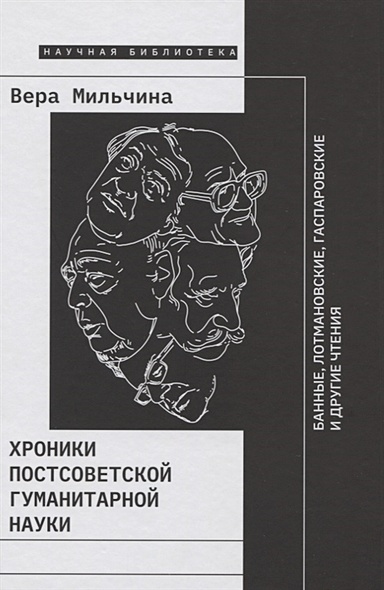 НАУЧНАЯ БИБЛИОТЕКА
Вера Мильчина
ХРОНИКИ
ПОСТСОВЕТСКОЙ
ГУМАНИТАРНОЙ
НАУКИ
БАННЫЕ, ЛОТМАНОВСКИЕ, ГАСПАРОВСКИЕ
И ДРУГИЕ ЧТЕНИЯ